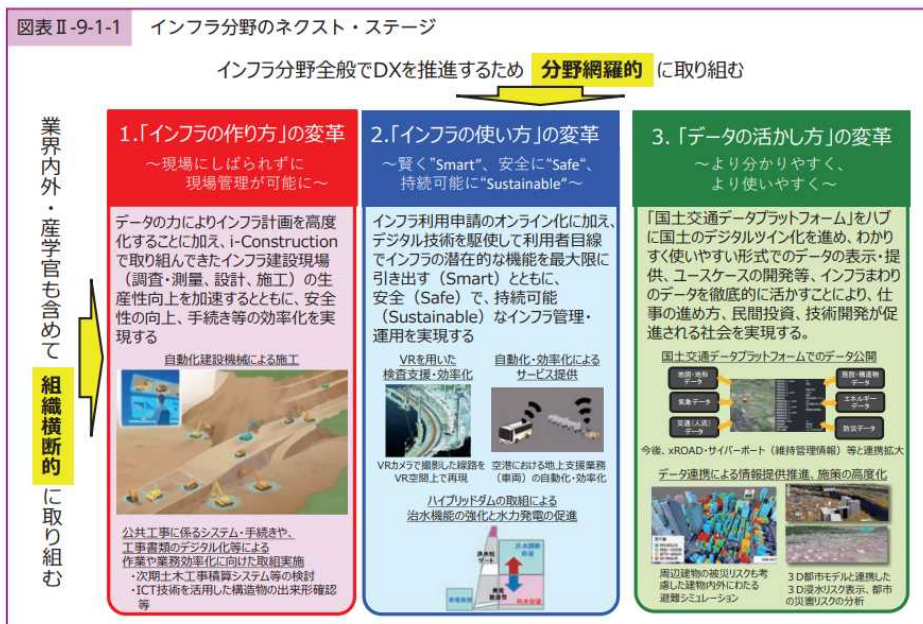 図表Ⅱ-9-1-1 インフラ分野のネクスト・ステージ
インフラ分野全般でDXを推進するため 分野網羅的 に取り組む
業界内外・産学官も含めて 組織横断的 に取り組む
1.「インフラの作り方」の変革
～現場にしばられずに
現場管理が可能に～
データの力によりインフラ計画を高度
化することに加え、i-Construction
で取り組んできたインフラ建設現場
（調査・測量、設計、施工）の生
産性向上を加速するとともに、安全
性の向上、手続き等の効率化を実
現する
自動化建設機械による施工
公共工事に係るシステム・手続きや、
工事書類のデジタル化等による
作業や業務効率化に向けた取組実施
・次期土木工事積算システム等の検討
・ICT技術を活用した構造物の出来形確認
等
2.「インフラの使い方」の変革
～賢く"Smart"、安全に"Safe"、
持続可能に"Sustainable"～
インフラ利用申請のオンライン化に加え、
デジタル技術を駆使して利用者目線
でインフラの潜在的な機能を最大限に
引き出す（Smart）とともに、
安全（Safe）で、持続可能
（Sustainable）なインフラ管理・
運用を実現する
VRを用いた
検査支援・効率化
VRカメラで撮影した線路を
VR空間上で再現
自動化・効率化による
サービス提供
空港における地上支援業務
（車両）の自動化・効率化
ハイブリッドダムの取組による
治水機能の強化と水力発電の促進
3.「データの活かし方」の変革
～より分かりやすく、
より使いやすく～
「国土交通データプラットフォーム」をハブ
に国土のデジタルツイン化を進め、わかり
やすく使いやすい形式でのデータの表示・提
供、ユースケースの開発等、インフラまわり
のデータを徹底的に活かすことにより、仕
事の進め方、民間投資、技術開発が促
進される社会を実現する。
国土交通データプラットフォームでのデータ公開
地図・地形
データ
気象データ
交通(人流)
データ
施設・構造物
データ
エネルギー
データ
防災データ
今後、xROAD・サイバーポート（維持管理情報）等と連携拡大
データ連携による情報提供推進、施策の高度化
周辺建物の被災リスクも考
慮した建物内外にわたる
避難シミュレーション
3D都市モデルと連携した
3D浸水リスク表示、都市
の災害リスクの分析